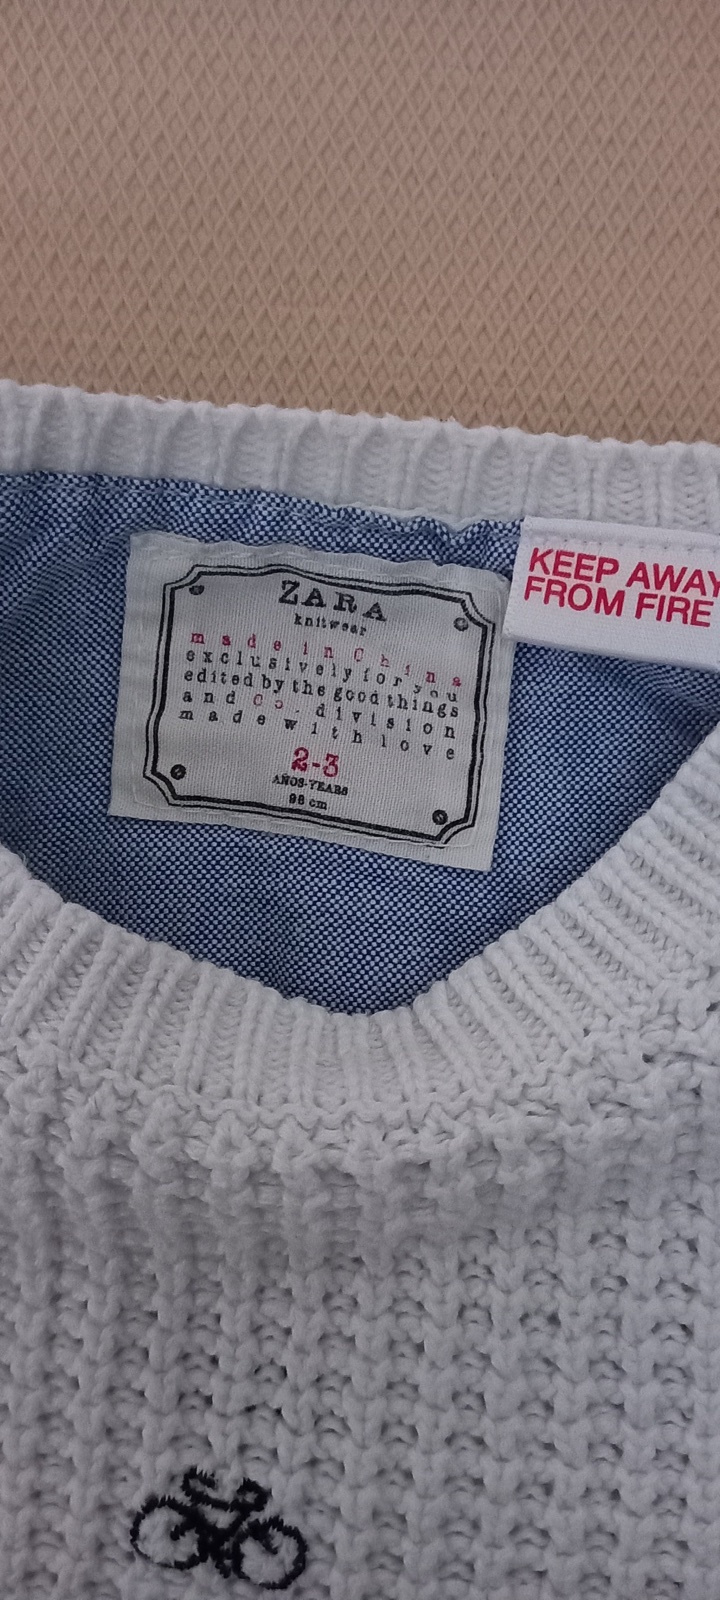 ZARA
knitwear
made in China
exclusively for you
edited by the good things
and Co. division
made with love
2-3
AÑOS-YEARS
98 cm
KEEP AWAY
FROM FIRE